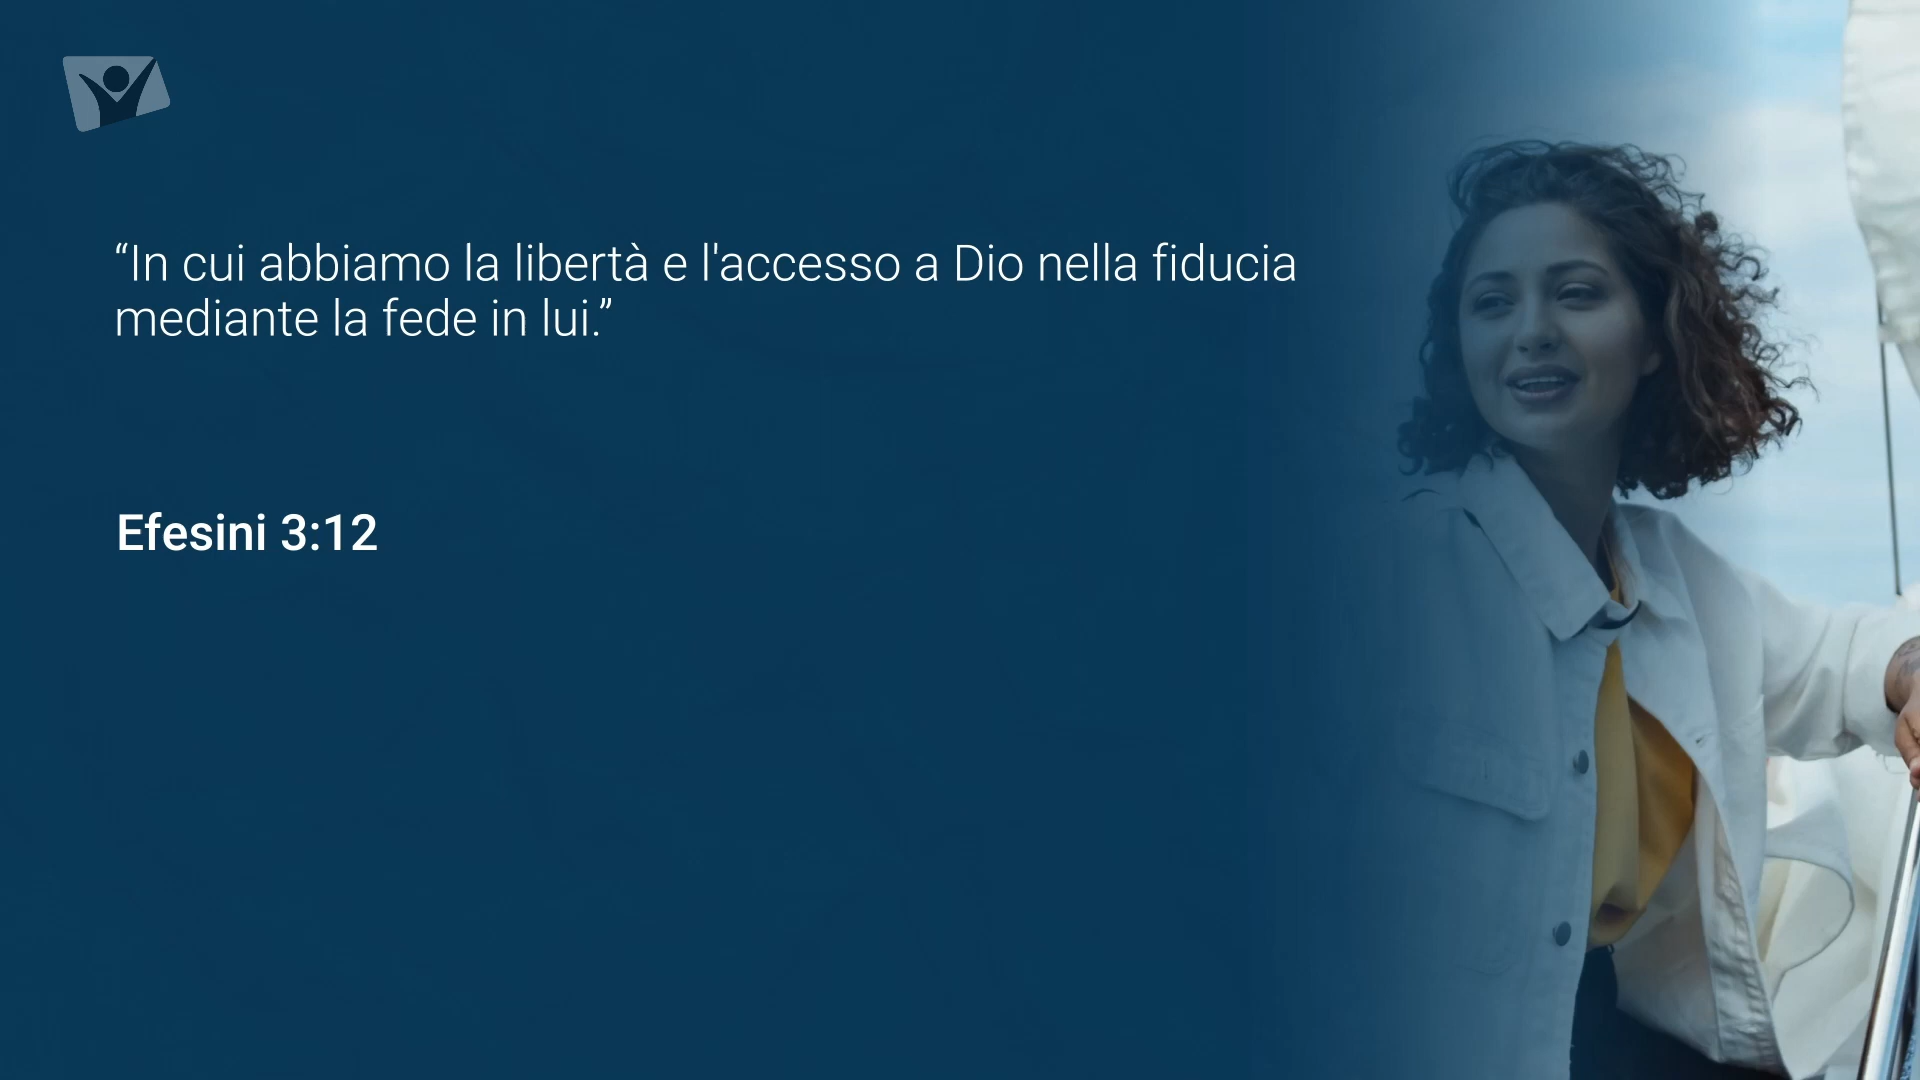 “In cui abbiamo la libertà e l'accesso a Dio nella fiducia
mediante la fede in lui.”
Efesini 3:12